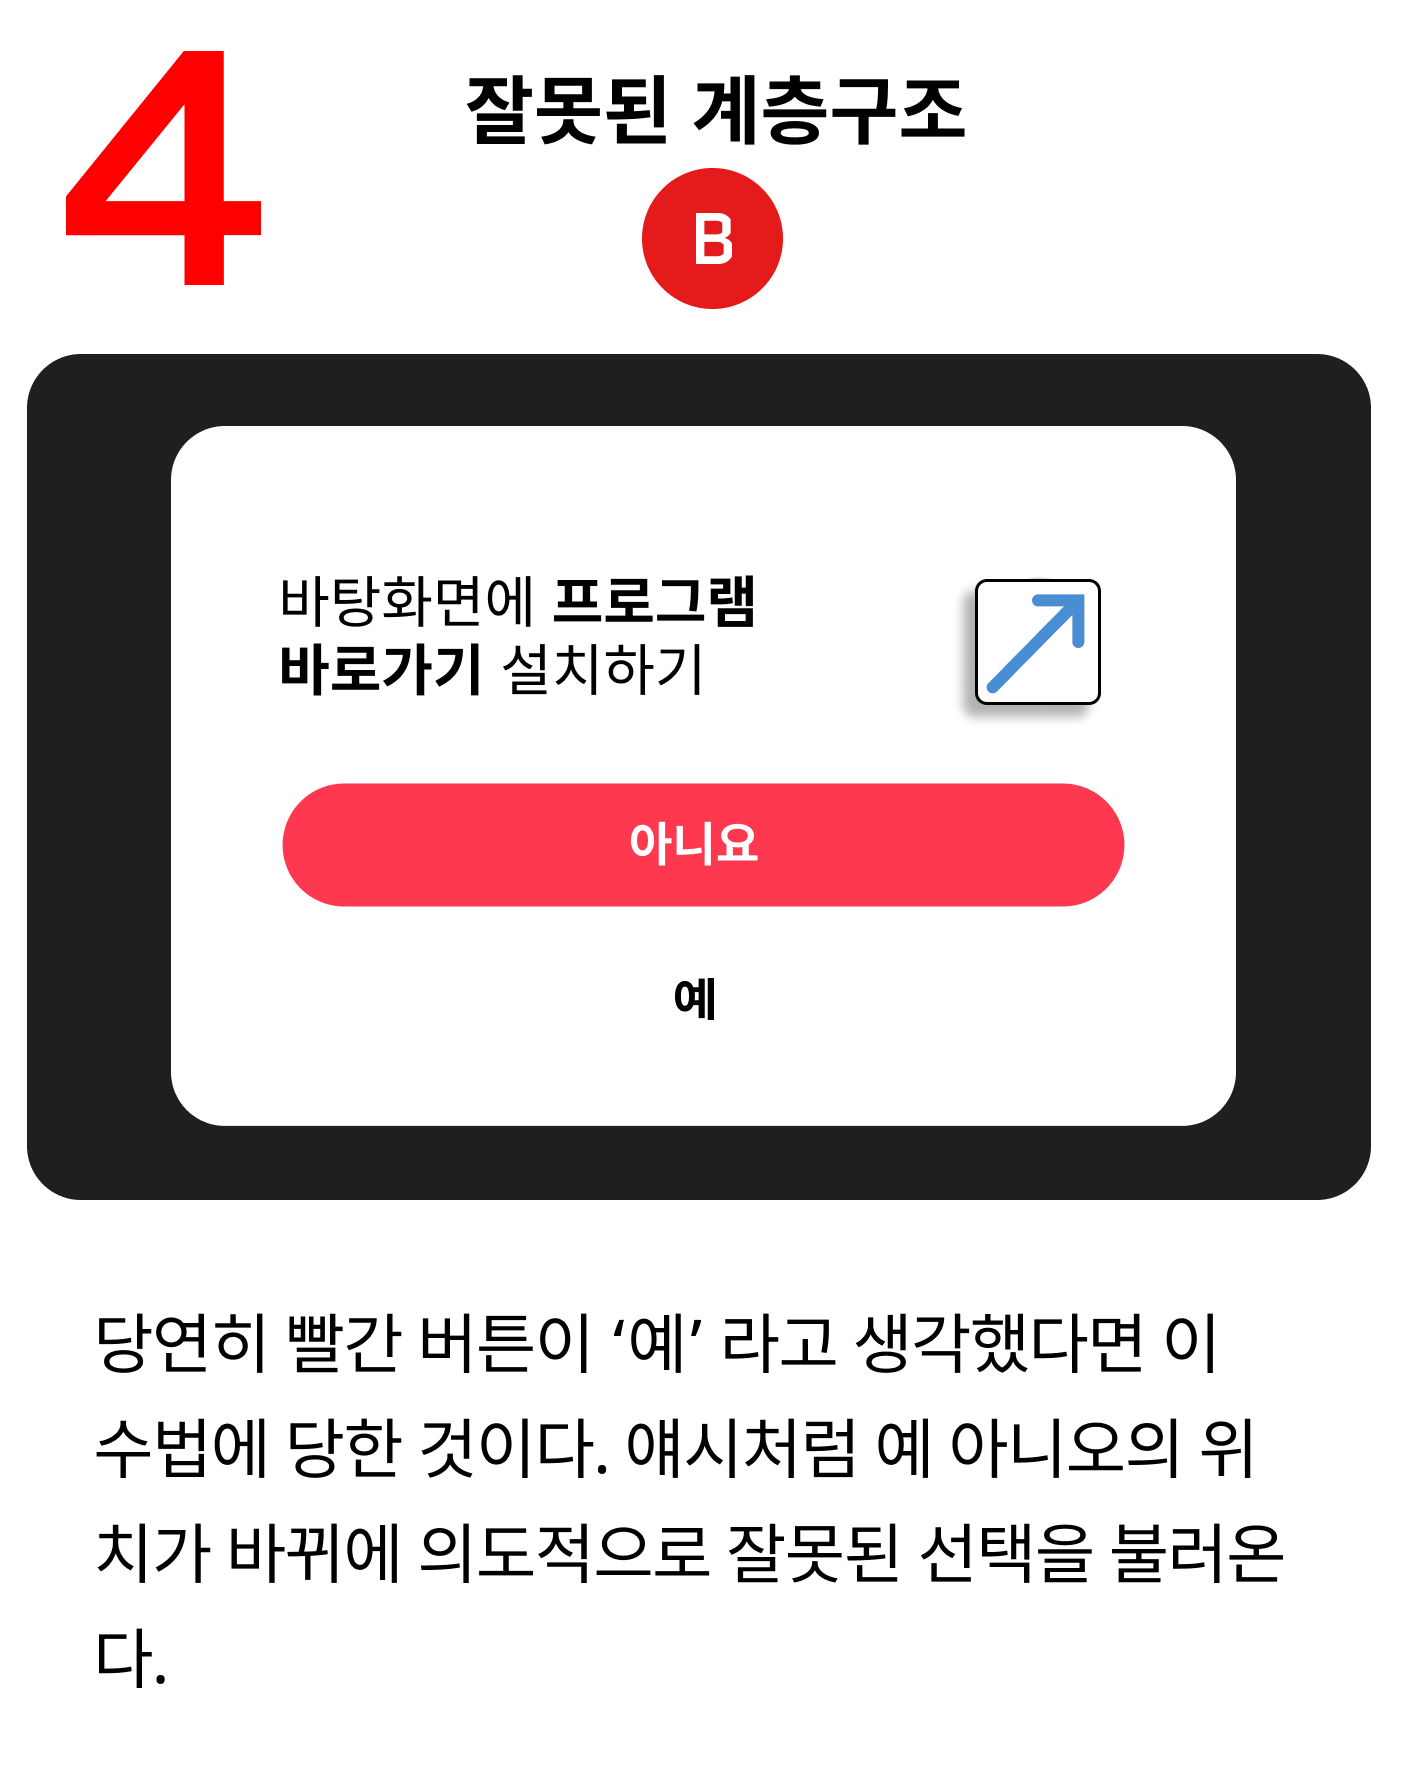 4
잘못된 계층구조
B
바탕화면에 프로그램
바로가기 설치하기
아니요
예
당연히 빨간 버튼이 ‘예’ 라고 생각했다면 이
수법에 당한 것이다. 얘시처럼 예 아니오의 위
치가 바뀌에 의도적으로 잘못된 선택을 불러온
다.